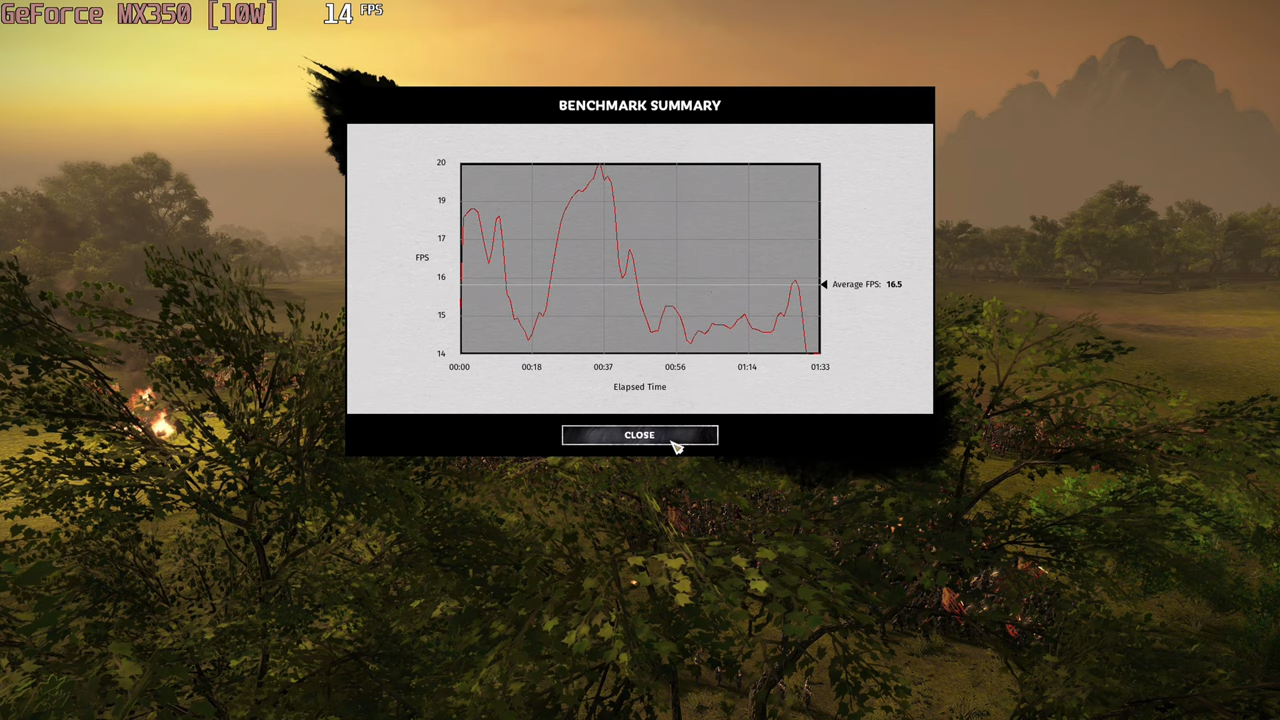 GeForce MX350 [10W] 14 FPS
BENCHMARK SUMMARY
20
19
17
FPS
16
Average FPS: 16.5
15
14
00:00 00:18 00:37 00:56 01:14 01:33
Elapsed Time
CLOSE